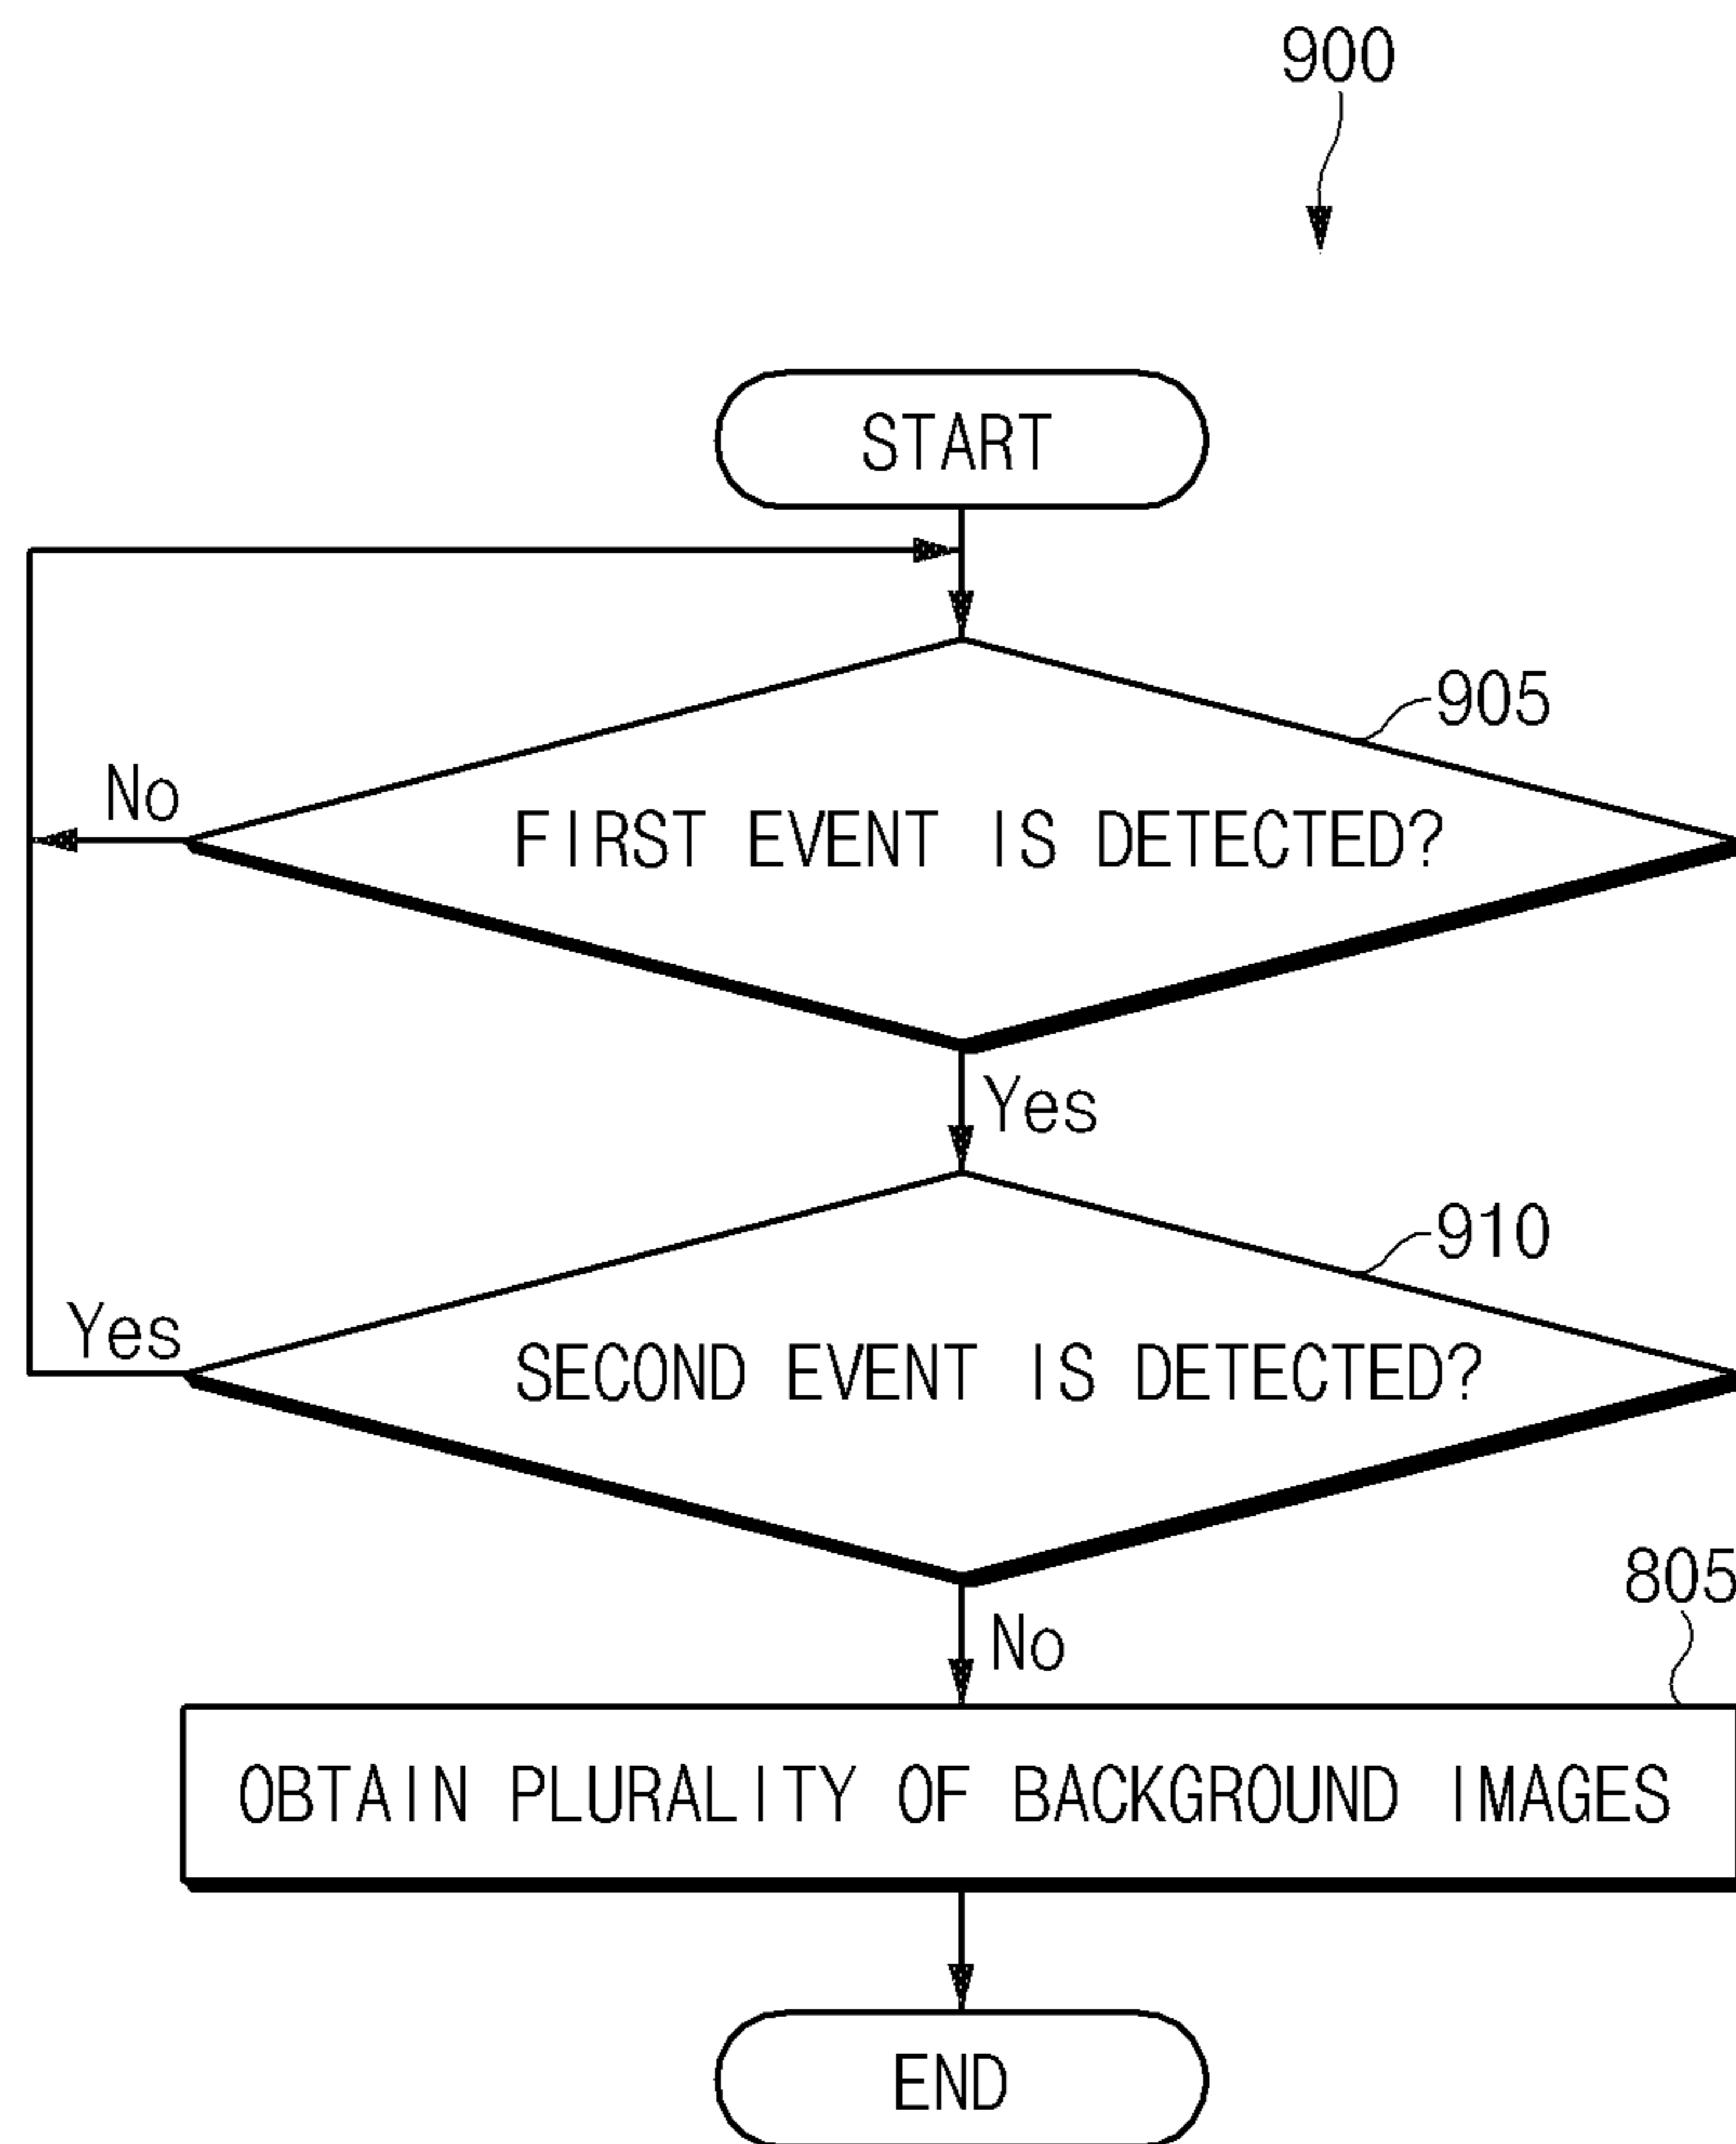 900
START
905
No
FIRST EVENT IS DETECTED?
Yes
910
Yes
SECOND EVENT IS DETECTED?
805
No
OBTAIN PLURALITY OF BACKGROUND IMAGES
END